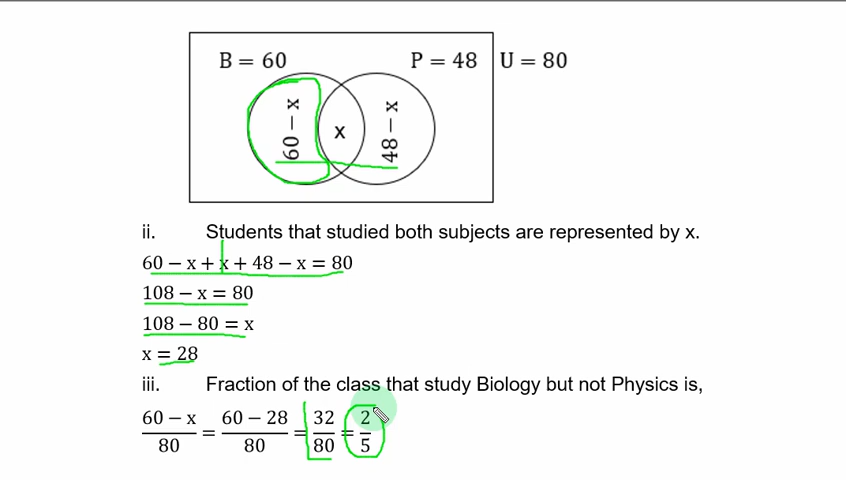 B = 60 P = 48 U = 80
60 − x x 48 − x
ii. Students that studied both subjects are represented by x.
60 − x + x + 48 − x = 80
108 − x = 80
108 − 80 = x
x = 28
iii. Fraction of the class that study Biology but not Physics is,
60 − x / 80 = 60 − 28 / 80 = 32 / 80 = 2 / 5